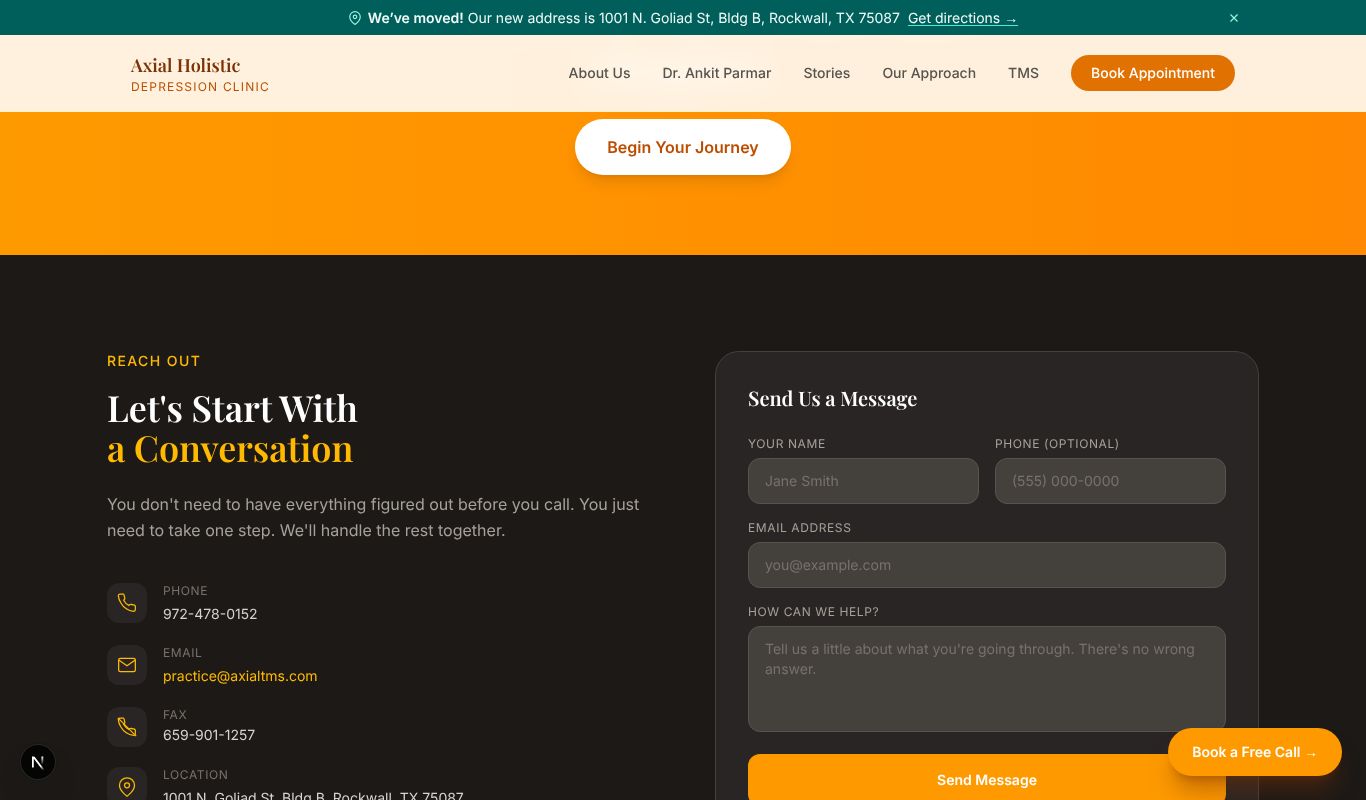 We've moved! Our new address is 1001 N. Goliad St, Bldg B, Rockwall, TX 75087 Get directions → ×
Axial Holistic
DEPRESSION CLINIC
About Us Dr. Ankit Parmar Stories Our Approach TMS Book Appointment
Begin Your Journey
REACH OUT
Let's Start With
a Conversation
You don't need to have everything figured out before you call. You just
need to take one step. We'll handle the rest together.
PHONE
972-478-0152
EMAIL
practice@axialtms.com
FAX
659-901-1257
LOCATION
1001 N. Goliad St, Bldg B, Rockwall, TX 75087
Send Us a Message
YOUR NAME PHONE (OPTIONAL)
Jane Smith (555) 000-0000
EMAIL ADDRESS
you@example.com
HOW CAN WE HELP?
Tell us a little about what you're going through. There's no wrong
answer.
Send Message
Book a Free Call →
N